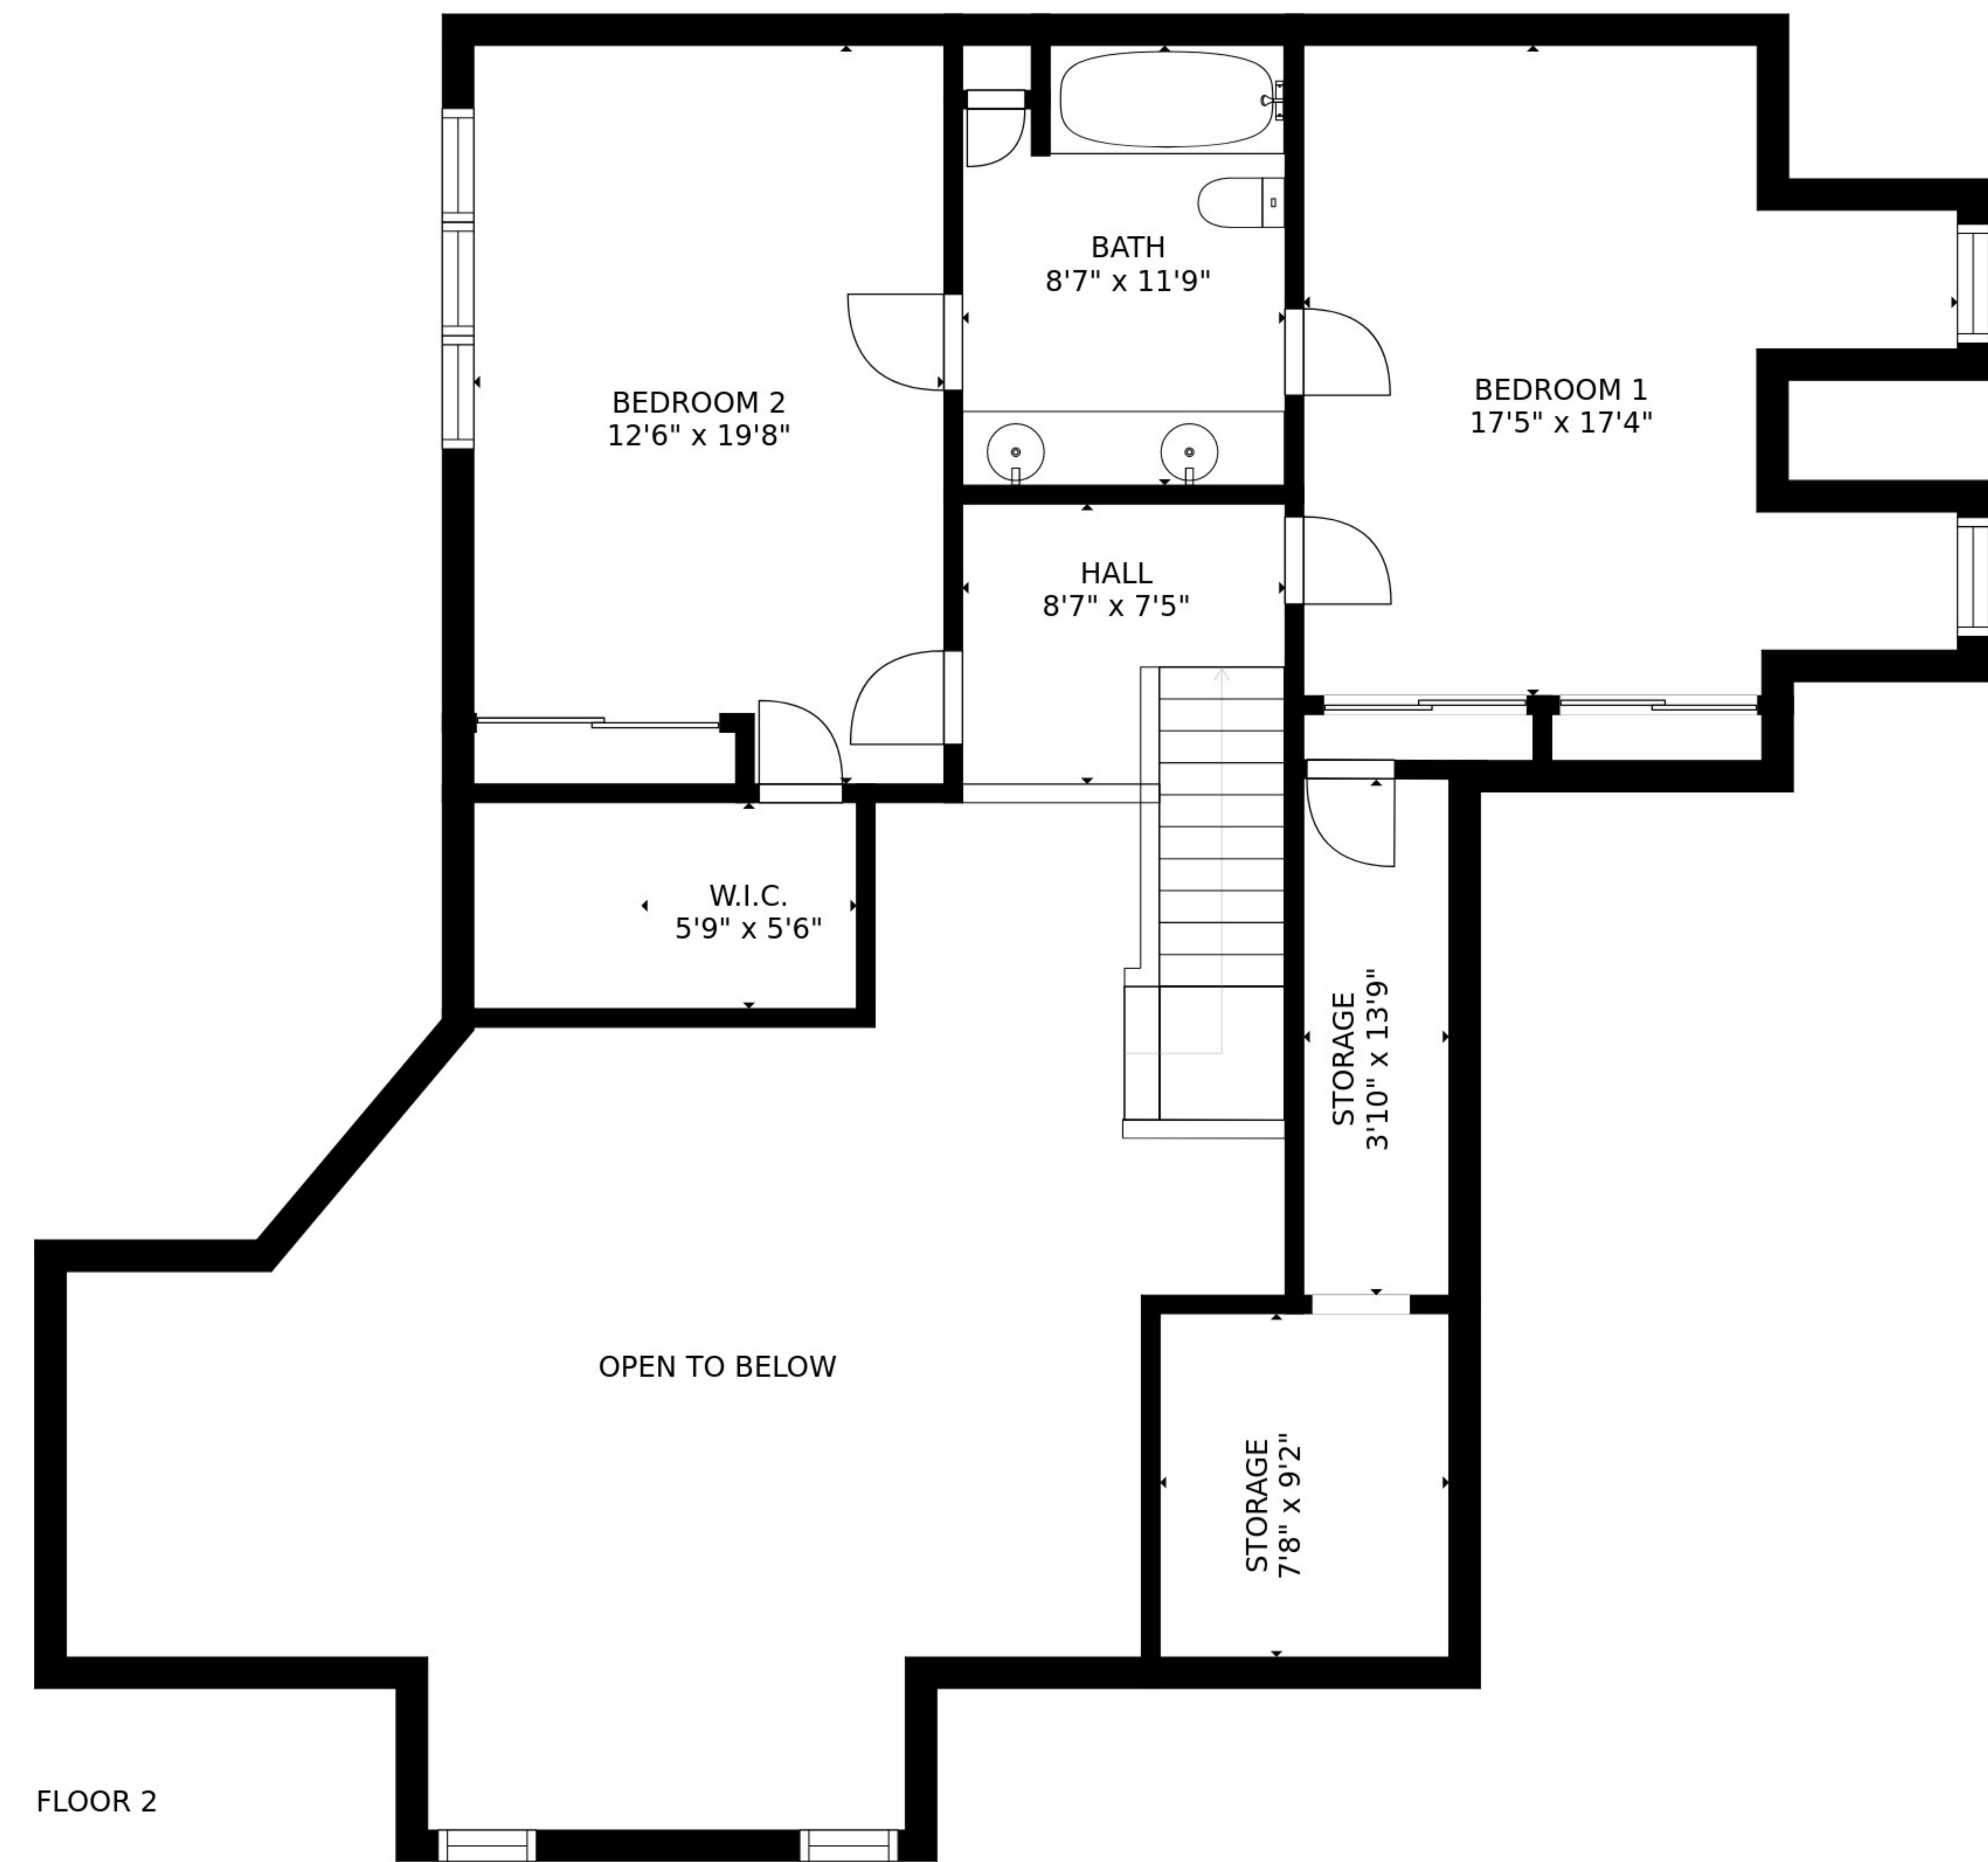 BATH
8'7" x 11'9"
BEDROOM 2
12'6" x 19'8"
BEDROOM 1
17'5" x 17'4"
HALL
8'7" x 7'5"
W.I.C.
5'9" x 5'6"
STORAGE
3'10" x 13'9"
OPEN TO BELOW
STORAGE
7'8" x 9'2"
FLOOR 2